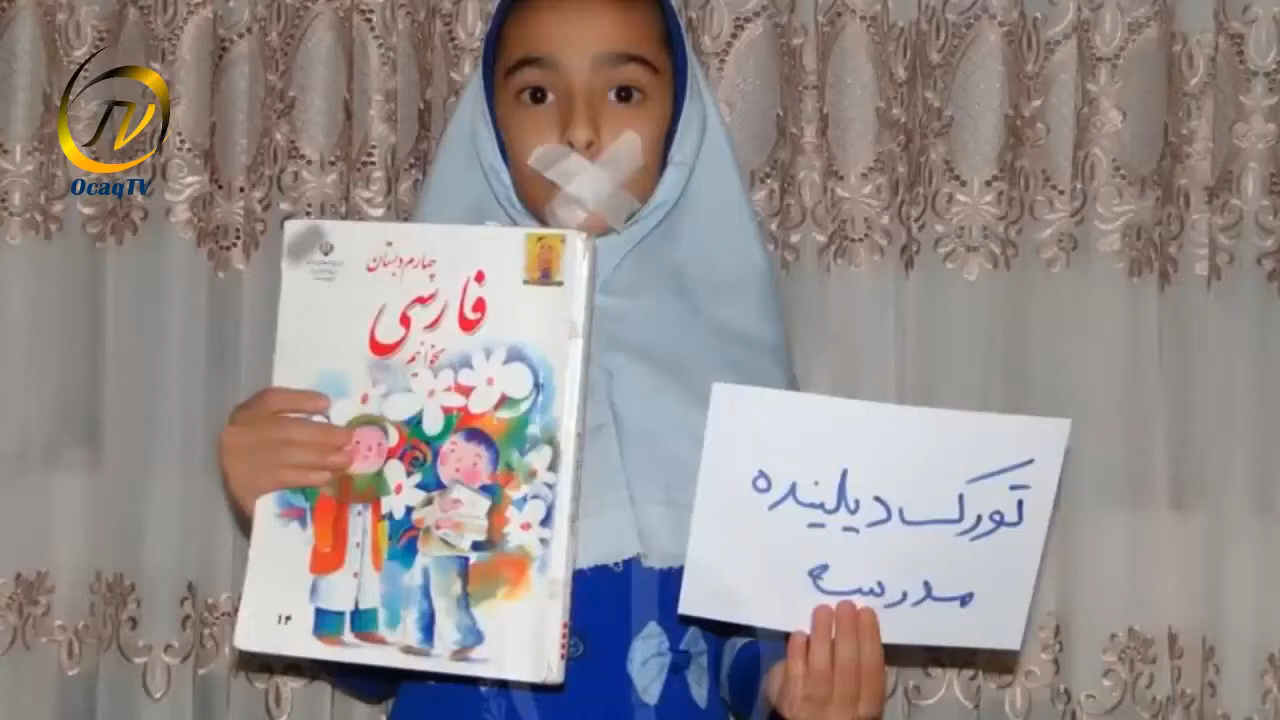 OcaqTV
چهارم دبستان
فارسی
بخوانیم
۱۴
تورک دیلینده
مدرسه